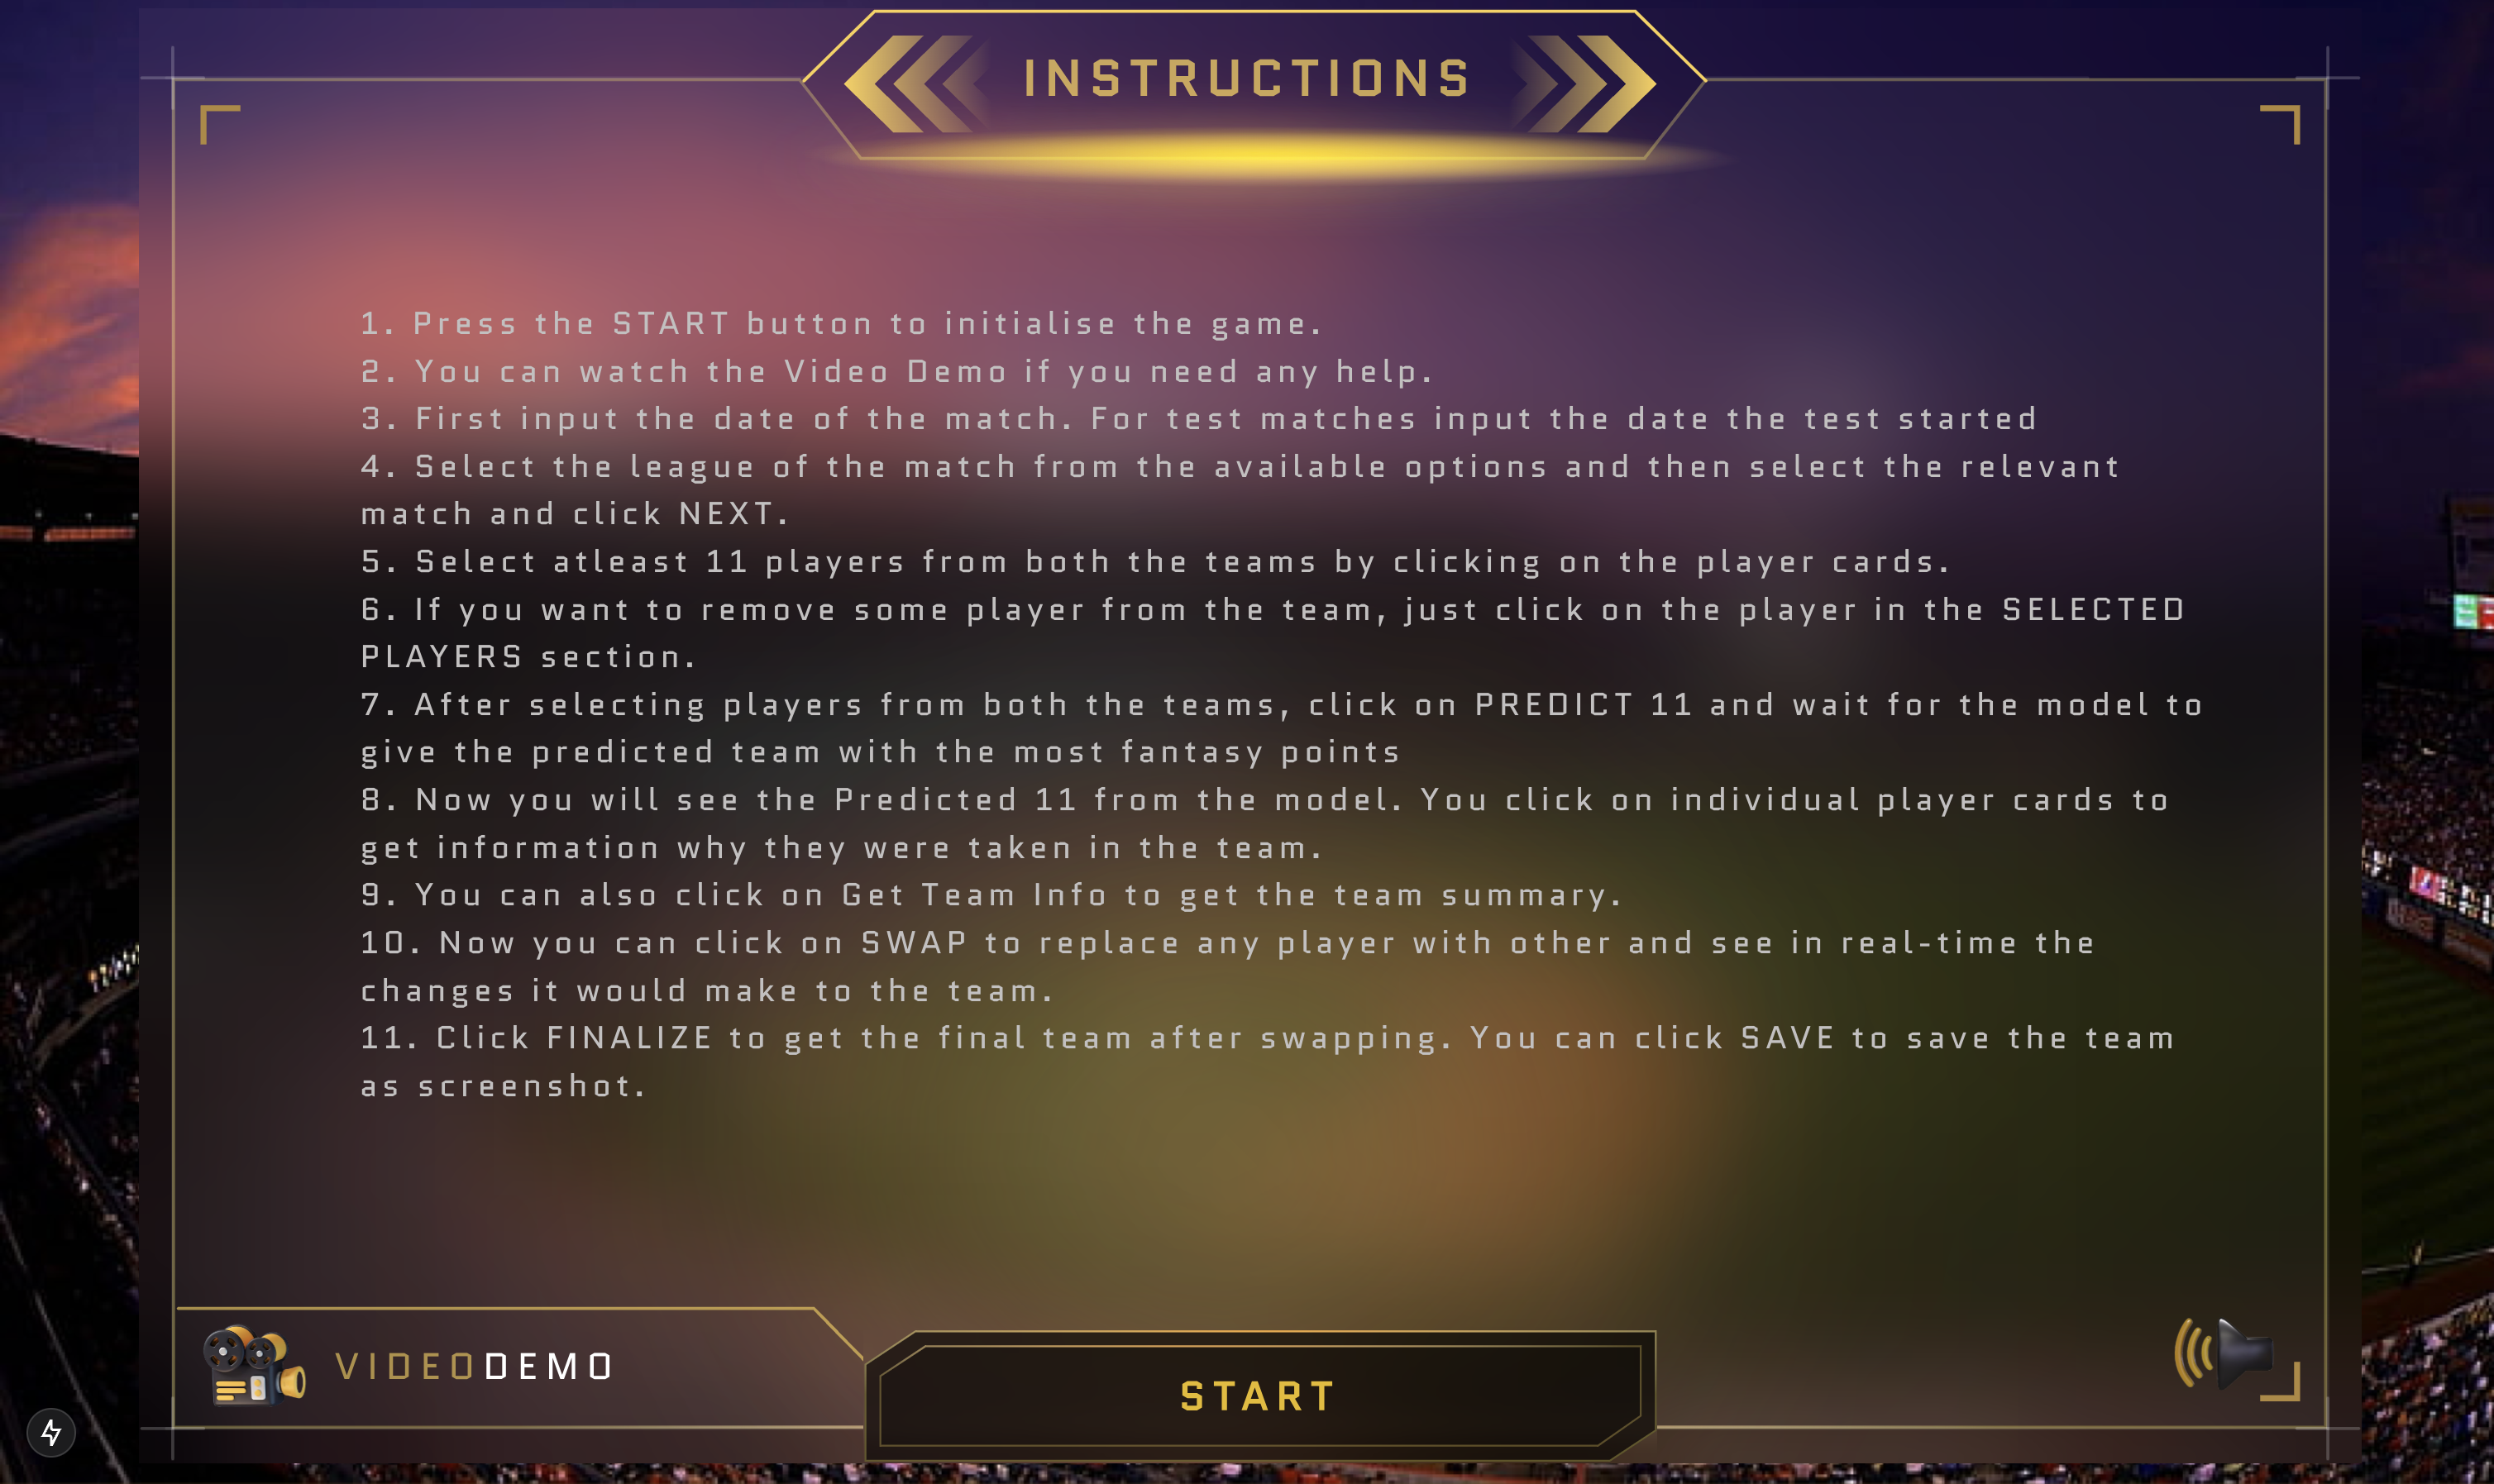 INSTRUCTIONS
1. Press the START button to initialise the game.
2. You can watch the Video Demo if you need any help.
3. First input the date of the match. For test matches input the date the test started
4. Select the league of the match from the available options and then select the relevant
match and click NEXT.
5. Select atleast 11 players from both the teams by clicking on the player cards.
6. If you want to remove some player from the team, just click on the player in the SELECTED
PLAYERS section.
7. After selecting players from both the teams, click on PREDICT 11 and wait for the model to
give the predicted team with the most fantasy points
8. Now you will see the Predicted 11 from the model. You click on individual player cards to
get information why they were taken in the team.
9. You can also click on Get Team Info to get the team summary.
10. Now you can click on SWAP to replace any player with other and see in real-time the
changes it would make to the team.
11. Click FINALIZE to get the final team after swapping. You can click SAVE to save the team
as screenshot.
VIDEODEMO
START